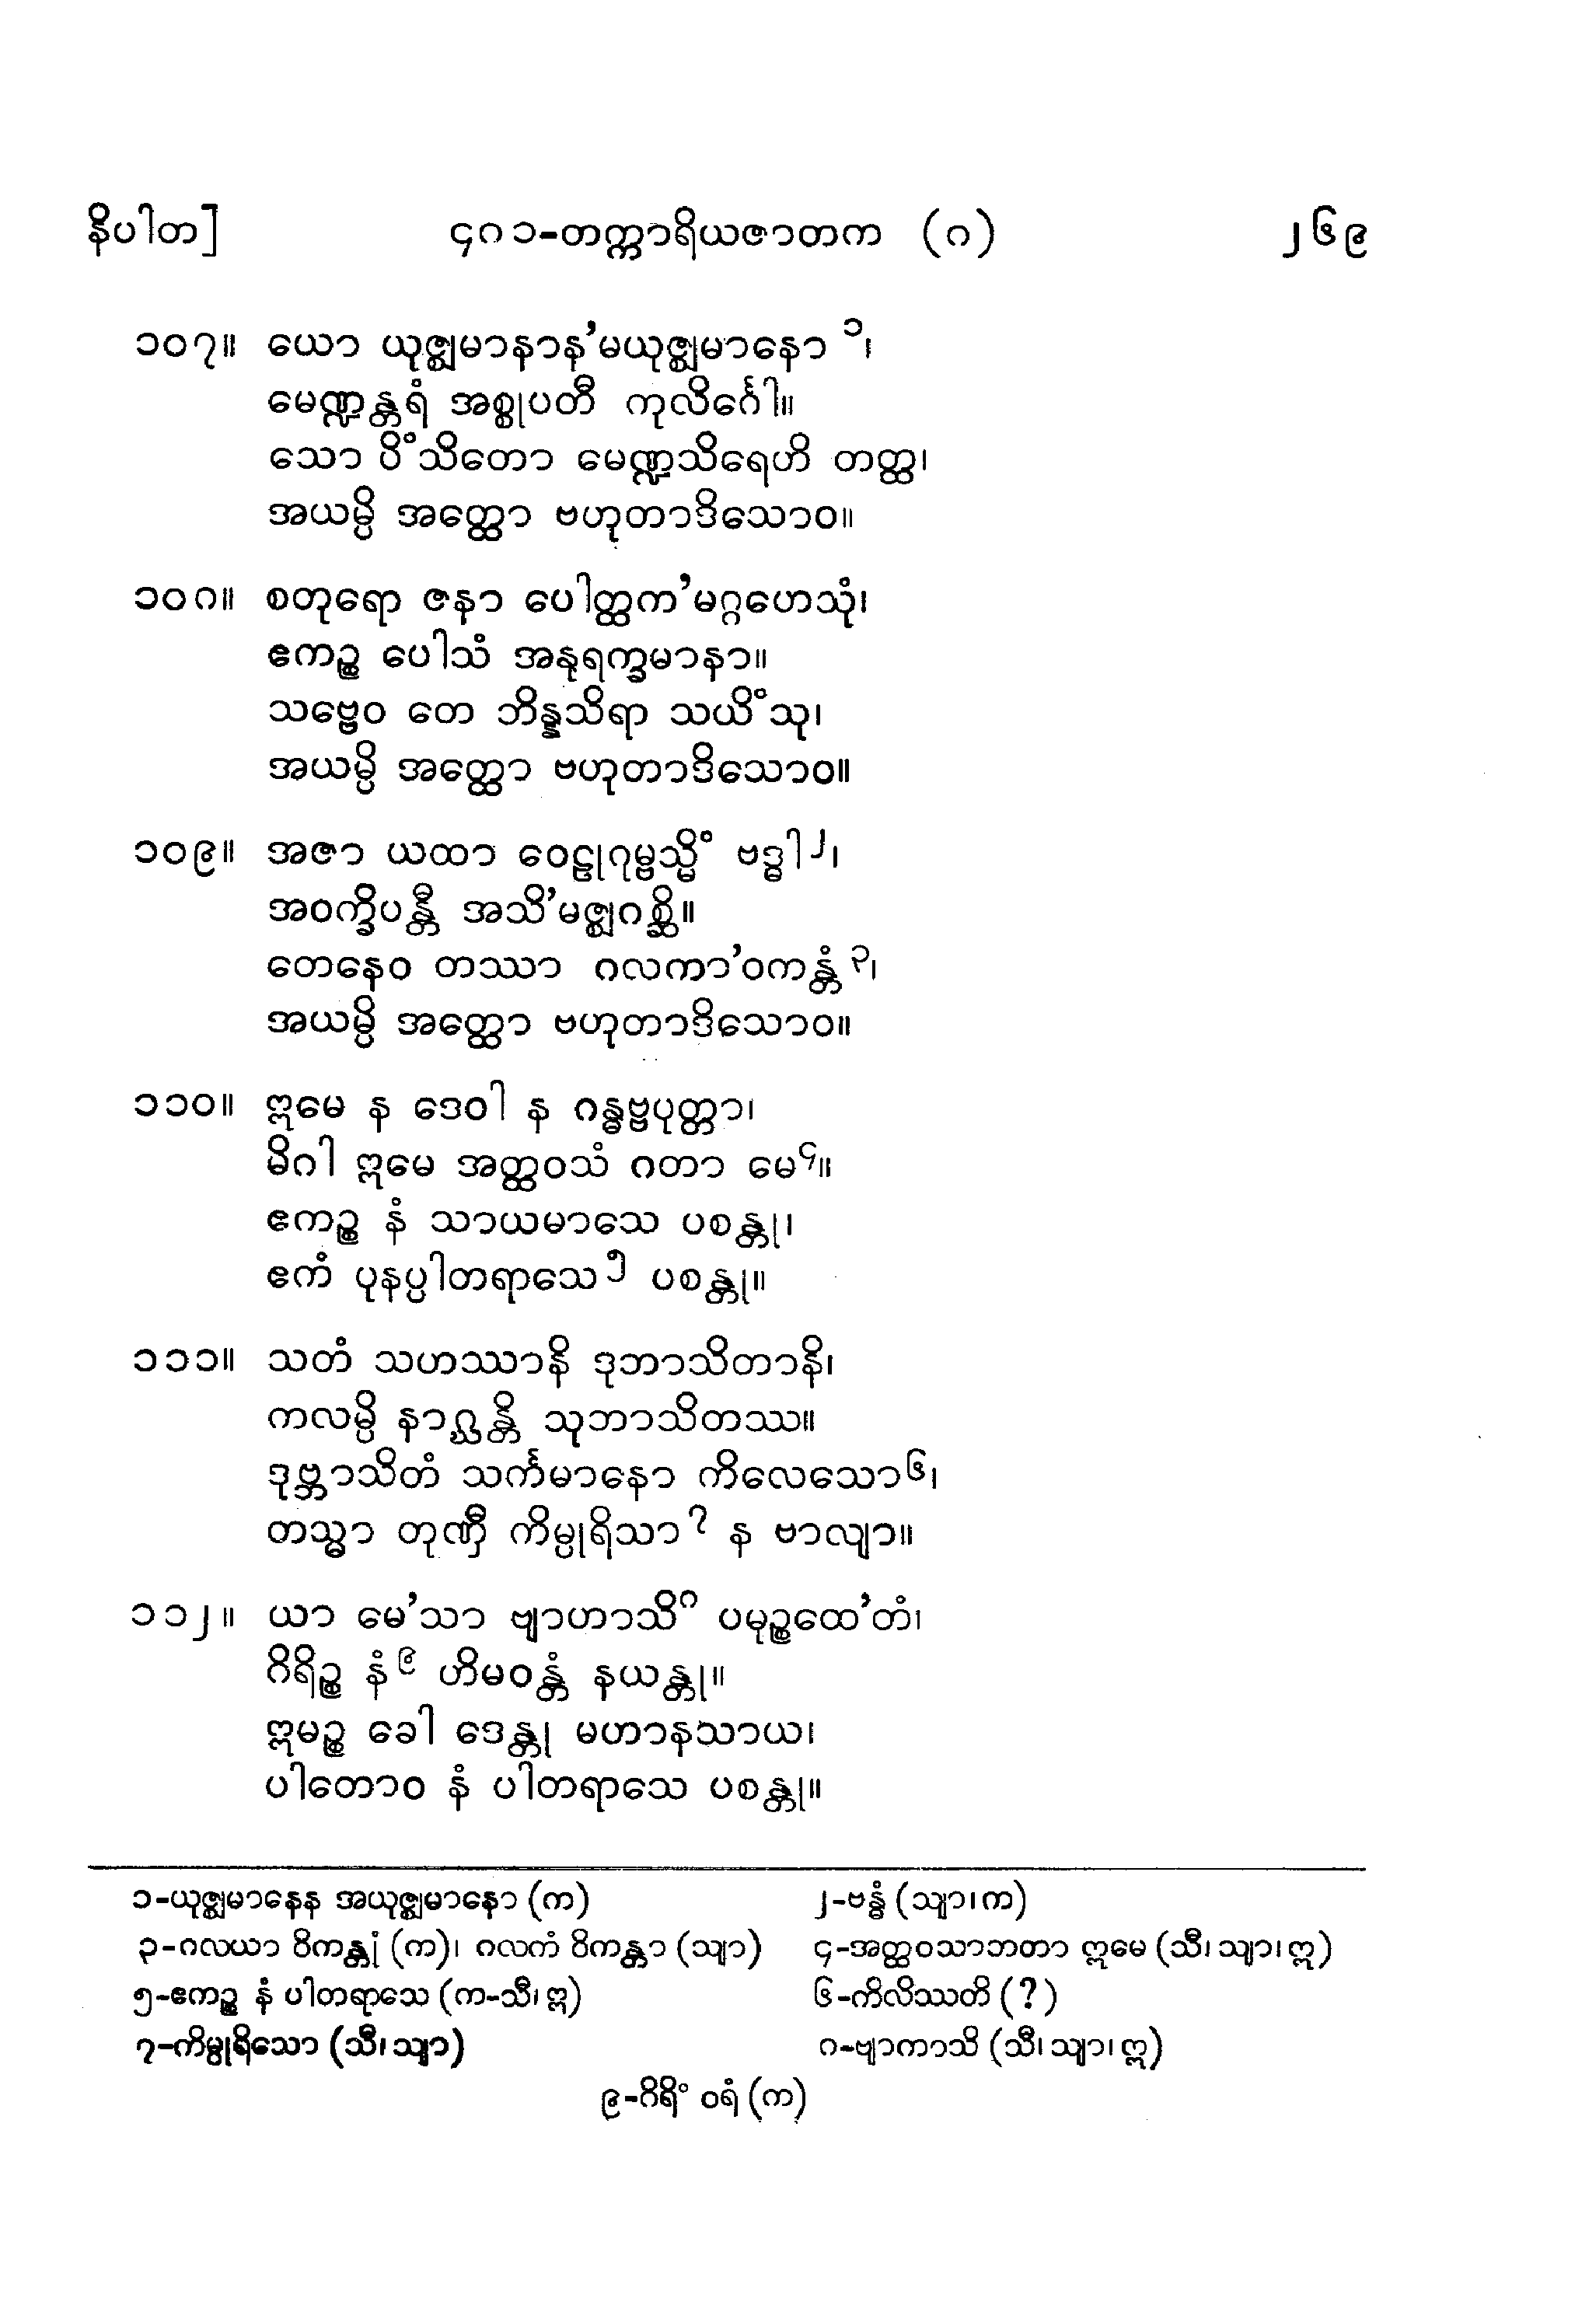 နိပါတ]	၄၈၁-တက္ကာရိယဇာတက (၈)	၂၆၉
၁၀၇။ ယော ယုဇ္ဈမာနာန’မယုဇ္ဈမာနော ၁၊
မေဏ္ဍန္တရံ အစ္စုပတီ ကုလိင်္ဂေါ။
သော ပိံသိတော မေဏ္ဍသိရေဟိ တတ္ထ၊
အယမ္ပိ အတ္ထော ဗဟုတာဒိသောဝ။
၁၀၈။ စတုရော ဇနာ ပေါတ္ထက’မဂ္ဂဟေသုံ၊
ဧကဉ္စ ပေါသံ အနုရက္ခမာနာ။
သဗ္ဗေဝ တေ ဘိန္နသိရာ သယိံသု၊
အယမ္ပိ အတ္ထော ဗဟုတာဒိသောဝ။
၁၀၉။ အဇာ ယထာ ဝေဠုဂုမ္ဗသ္မိံ ဗဒ္ဓါ၂၊
အဝက္ခိပန္တီ အသိ’မဇ္ဈဂစ္ဆိ။
တေနေဝ တဿာ ဂလကာ’ဝကန္တံ ၃၊
အယမ္ပိ အတ္ထော ဗဟုတာဒိသောဝ။
၁၁၀။ ဣမေ န ဒေဝါ န ဂန္ဓဗ္ဗပုတ္တာ၊
မိဂါ ဣမေ အတ္ထဝသံ ဂတာ မေ၄။
ဧကဉ္စ နံ သာယမာသေ ပစန္တု၊
ဧကံ ပုနပ္ပါတရာသေ၅ ပစန္တု။
၁၁၁။ သတံ သဟဿာနိ ဒုဘာသိတာနိ၊
ကလမ္ပိ နာဂ္ဃန္တိ သုဘာသိတဿ။
ဒုဗ္ဘာသိတံ သင်္ကမာနော ကိလေသော၆၊
တသ္မာ တုဏှီ ကိမ္ပုရိသာ၇ န ဗာလျာ။
၁၁၂။ ယာ မေ’သာ ဗျာဟာသိ၈ ပမုဉ္စထေ’တံ၊
ဂိရိဉ္စ နံ၉ ဟိမဝန္တံ နယန္တု။
ဣမဉ္စ ခေါ ဒေန္တု မဟာနသာယ၊
ပါတောဝ နံ ပါတရာသေ ပစန္တု။
၁-ယုဇ္ဈမာနေန အယုဇ္ဈမာနော (က)	၂-ဗန္ဓံ (သျာ၊ က)
၃-ဂလယာ ဝိကန္တုံ (က)၊ ဂလကံ ဝိကန္တာ (သျာ)	၄-အတ္ထဝသာဘတာ ဣမေ (သီ၊ သျာ၊ ဣ)
၅-ဧကဉ္စ နံ ပါတရာသေ (က-သီ၊ ဣ)	၆-ကိလိဿတိ (?)
၇-ကိမ္ပုရိသော (သီ၊ သျာ)	၈-ဗျာကာသိ (သီ၊ သျာ၊ ဣ)
၉-ဂိရိံ ဝရံ (က)